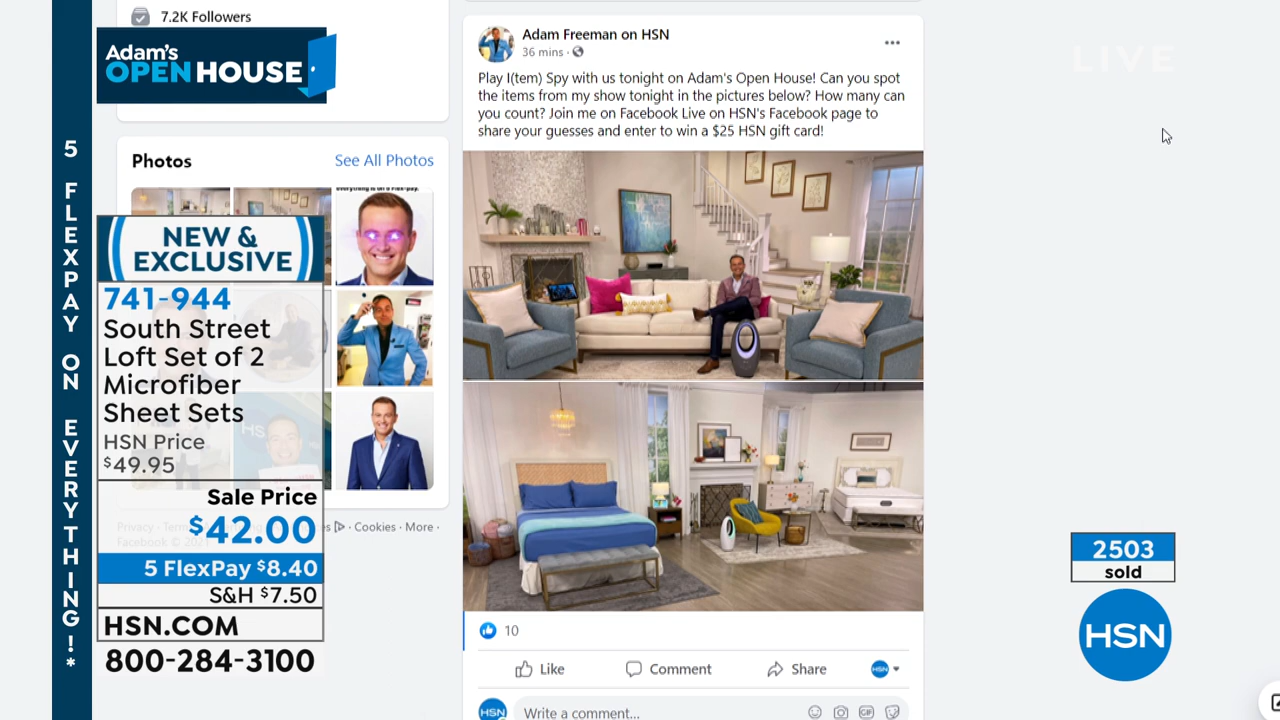 7.2K Followers
Adam's
OPEN HOUSE
5 FLEXPAY ON EVERYTHING!*
Photos
See All Photos
NEW &
EXCLUSIVE
741-944
South Street
Loft Set of 2
Microfiber
Sheet Sets
HSN Price
$49.95
Sale Price
$42.00
5 FlexPay $8.40
S&H $7.50
HSN.COM
800-284-3100
Privacy
Cookies · More ·
Adam Freeman on HSN
36 mins ·
Play I(tem) Spy with us tonight on Adam's Open House! Can you spot
the items from my show tonight in the pictures below? How many can
you count? Join me on Facebook Live on HSN's Facebook page to
share your guesses and enter to win a $25 HSN gift card!
10
Like
Comment
Share
HSN
HSN
Write a comment...
GIF
LIVE
2503
sold
HSN